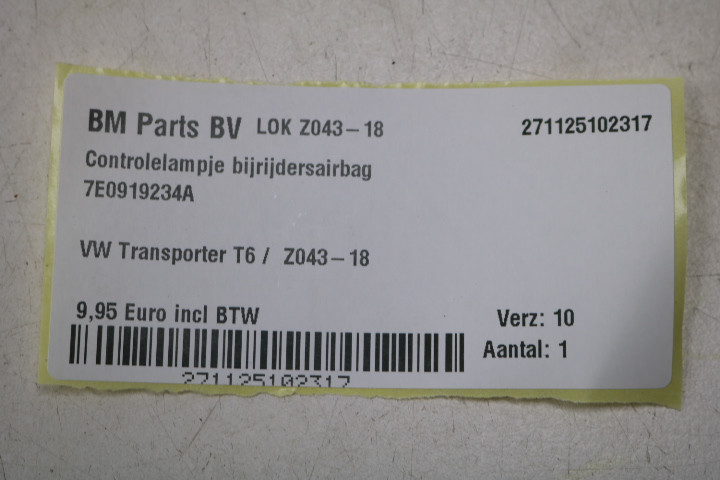 BM Parts BV LOK Z043-18 271125102317
Controlelampje bijrijdersairbag
7E0919234A
VW Transporter T6 / Z043-18
9,95 Euro incl BTW Verz: 10
Aantal: 1
271125102317